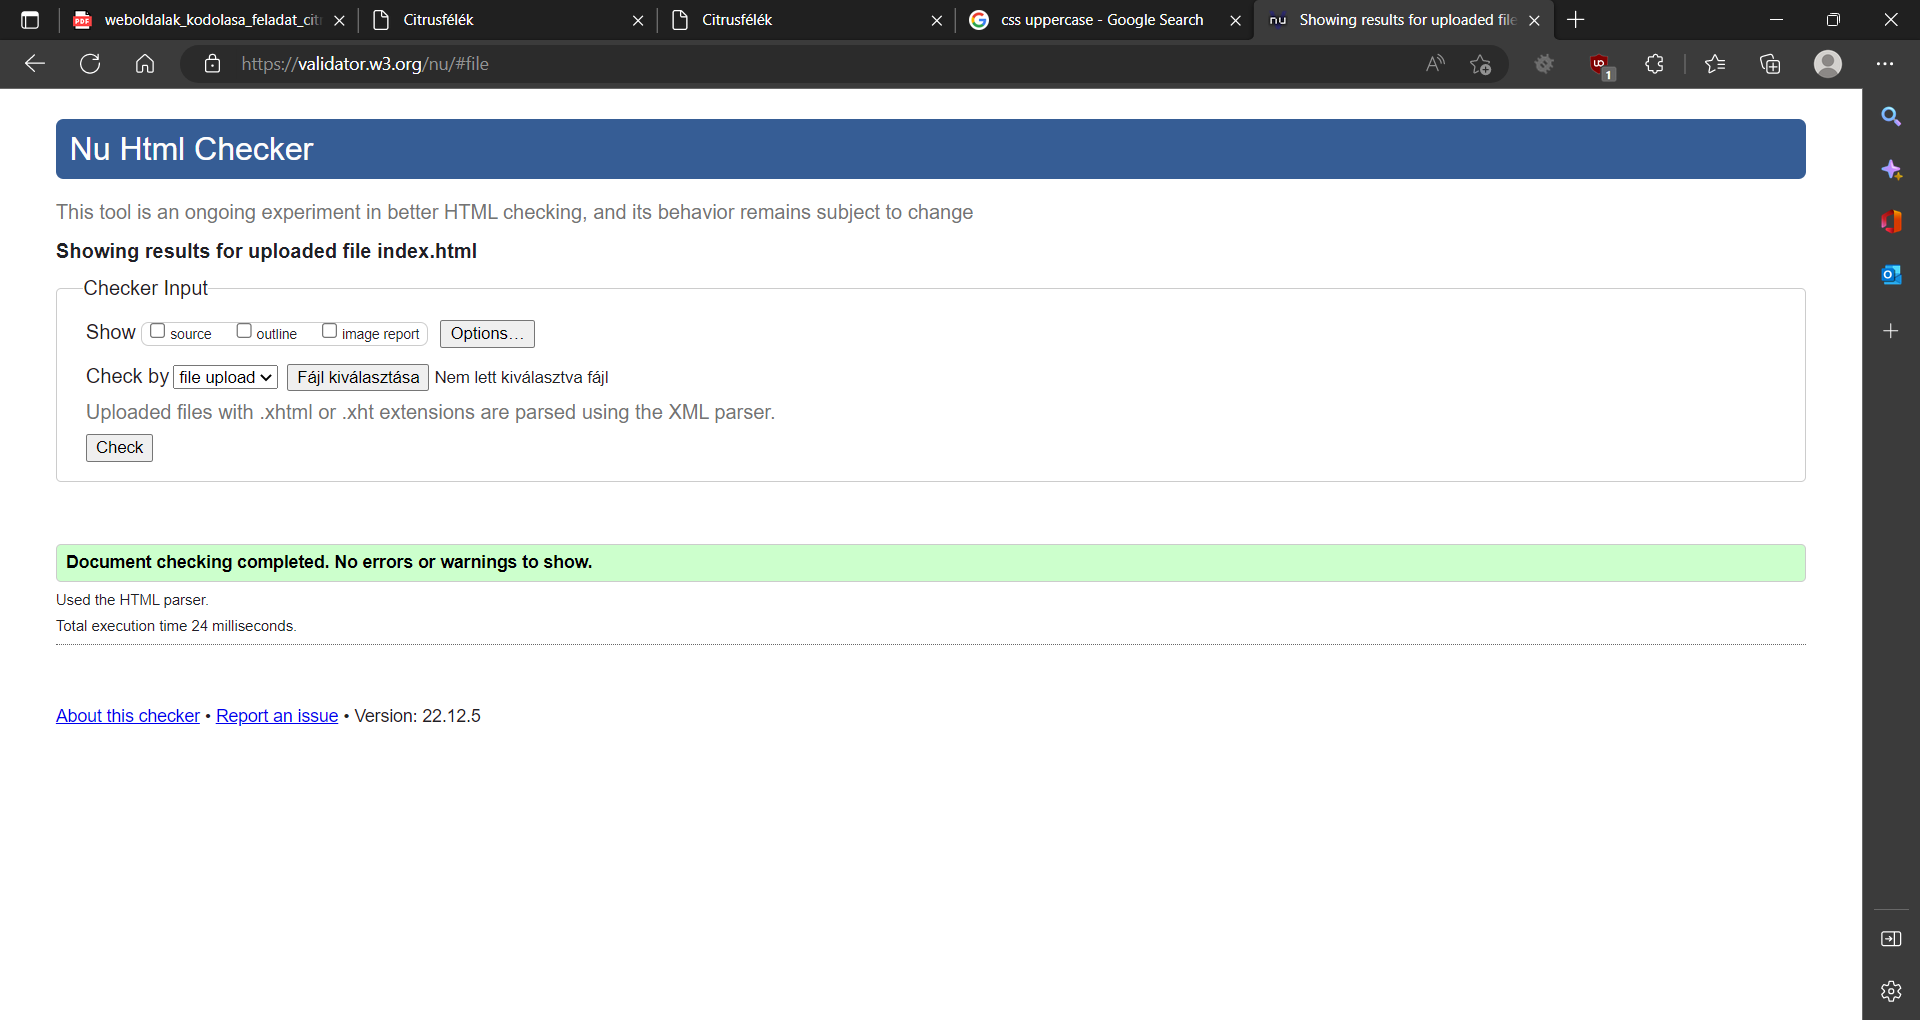 weboldalak_kodolasa_feladat_cit
Citrusfélék
Citrusfélék
css uppercase - Google Search
nu Showing results for uploaded file
https://validator.w3.org/nu/#file
1
Nu Html Checker
This tool is an ongoing experiment in better HTML checking, and its behavior remains subject to change
Showing results for uploaded file index.html
Checker Input
Show source outline image report Options…
Check by file upload Fájl kiválasztása Nem lett kiválasztva fájl
Uploaded files with .xhtml or .xht extensions are parsed using the XML parser.
Check
Document checking completed. No errors or warnings to show.
Used the HTML parser.
Total execution time 24 milliseconds.
About this checker • Report an issue • Version: 22.12.5